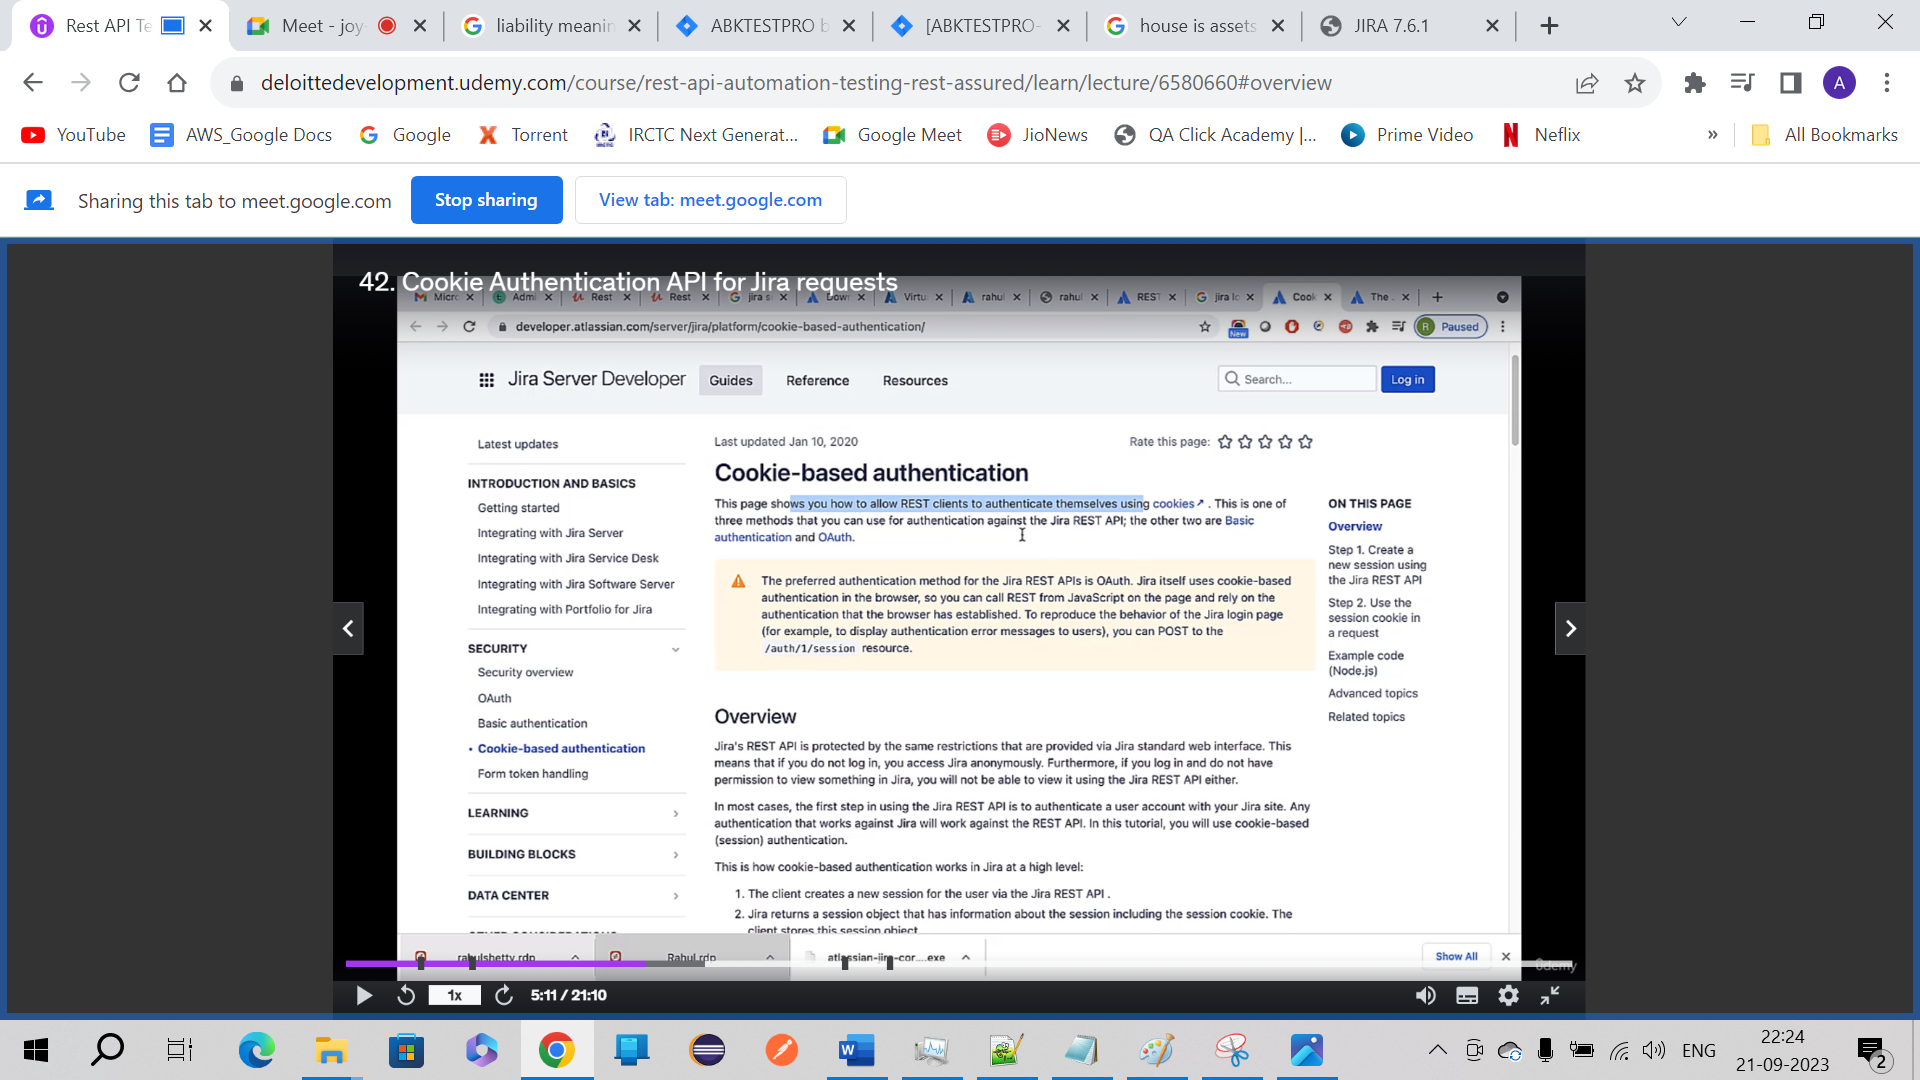 Rest API Te
Meet - joy
liability meanin
ABKTESTPRO b
[ABKTESTPRO-
house is assets
JIRA 7.6.1
deloittedevelopment.udemy.com/course/rest-api-automation-testing-rest-assured/learn/lecture/6580660#overview
A
YouTube
AWS_Google Docs
Google
Torrent
IRCTC Next Generat...
Google Meet
JioNews
QA Click Academy |...
Prime Video
Neflix
»
All Bookmarks
Sharing this tab to meet.google.com
Stop sharing
View tab: meet.google.com
42. Cookie Authentication API for Jira requests
Micro
Admi
Rest
Rest
jira s
Dow
Virtu
rahul
rahul
REST
jira lo
Cook
The
developer.atlassian.com/server/jira/platform/cookie-based-authentication/
New
R
Paused
Jira Server Developer
Guides
Reference
Resources
Search...
Log in
Latest updates
INTRODUCTION AND BASICS
Getting started
Integrating with Jira Server
Integrating with Jira Service Desk
Integrating with Jira Software Server
Integrating with Portfolio for Jira
SECURITY
Security overview
OAuth
Basic authentication
• Cookie-based authentication
Form token handling
LEARNING
BUILDING BLOCKS
DATA CENTER
Last updated Jan 10, 2020
Rate this page:
Cookie-based authentication
This page shows you how to allow REST clients to authenticate themselves using cookies . This is one of
three methods that you can use for authentication against the Jira REST API; the other two are Basic
authentication and OAuth.
The preferred authentication method for the Jira REST APIs is OAuth. Jira itself uses cookie-based
authentication in the browser, so you can call REST from JavaScript on the page and rely on the
authentication that the browser has established. To reproduce the behavior of the Jira login page
(for example, to display authentication error messages to users), you can POST to the
/auth/1/session resource.
Overview
Jira's REST API is protected by the same restrictions that are provided via Jira standard web interface. This
means that if you do not log in, you access Jira anonymously. Furthermore, if you log in and do not have
permission to view something in Jira, you will not be able to view it using the Jira REST API either.
In most cases, the first step in using the Jira REST API is to authenticate a user account with your Jira site. Any
authentication that works against Jira will work against the REST API. In this tutorial, you will use cookie-based
(session) authentication.
This is how cookie-based authentication works in Jira at a high level:
1. The client creates a new session for the user via the Jira REST API .
2. Jira returns a session object that has information about the session including the session cookie. The
client stores this session object.
ON THIS PAGE
Overview
Step 1. Create a
new session using
the Jira REST API
Step 2. Use the
session cookie in
a request
Example code
(Node.js)
Advanced topics
Related topics
rahulshetty.rdp
Rahul.rdp
atlassian-jira-cor....exe
Show All
ûdemy
1x
5:11 / 21:10
ENG
22:24
21-09-2023
2